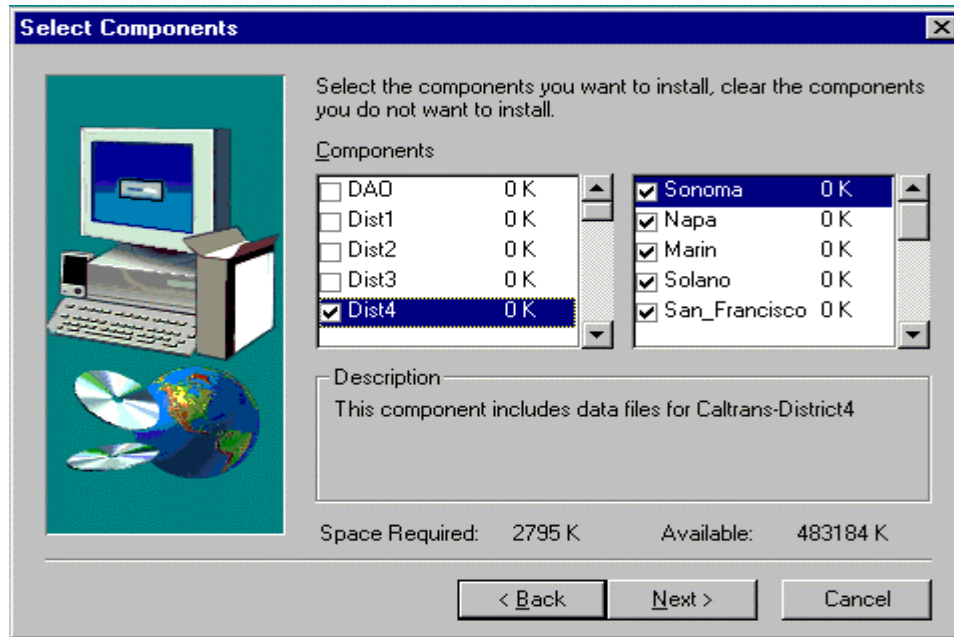 Select Components
Select the components you want to install, clear the components
you do not want to install.
Components
DAO 0 K
Dist1 0 K
Dist2 0 K
Dist3 0 K
Dist4 0 K
Sonoma 0 K
Napa 0 K
Marin 0 K
Solano 0 K
San_Francisco 0 K
Description
This component includes data files for Caltrans-District4
Space Required: 2795 K Available: 483184 K
< Back Next > Cancel